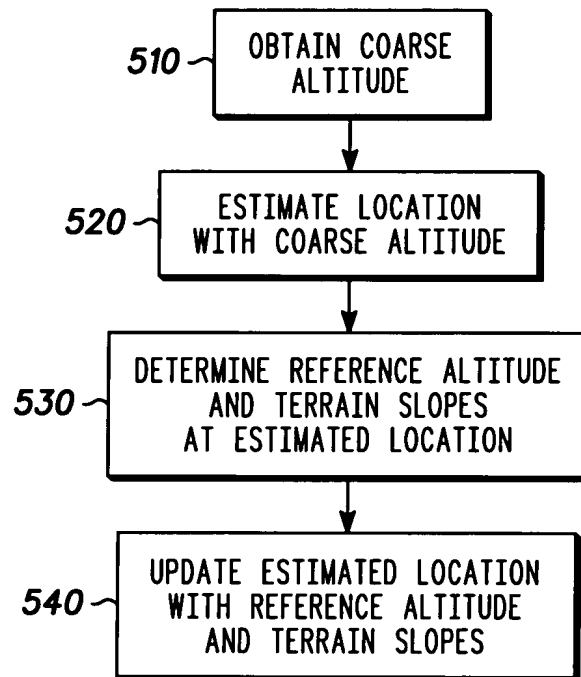 510
OBTAIN COARSE
ALTITUDE
520
ESTIMATE LOCATION
WITH COARSE ALTITUDE
530
DETERMINE REFERENCE ALTITUDE
AND TERRAIN SLOPES
AT ESTIMATED LOCATION
540
UPDATE ESTIMATED LOCATION
WITH REFERENCE ALTITUDE
AND TERRAIN SLOPES